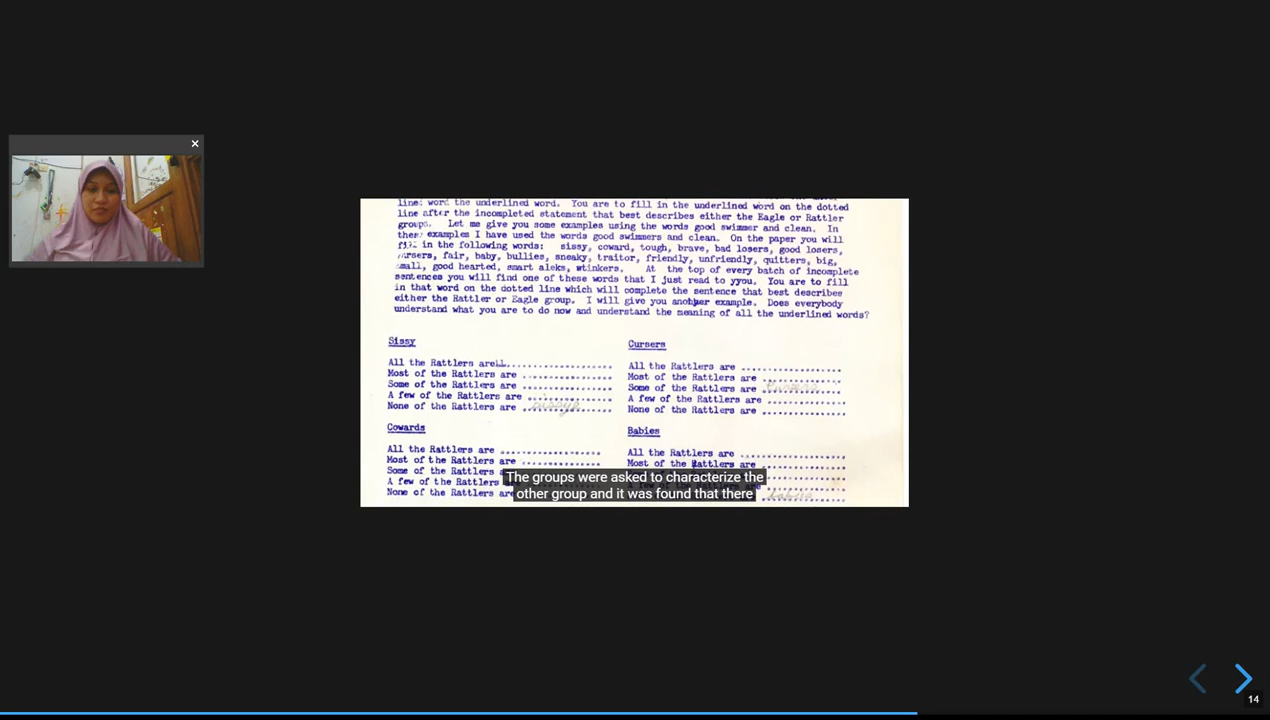 line: word the underlined word. You are to fill in the underlined word on the dotted
line after the incompleted statement that best describes either the Eagle or Rattler
groups. Let me give you some examples using the words good swimmer and clean. In
these examples I have used the words good swimmers and clean. On the paper you will
fill in the following words: sissy, coward, tough, brave, bad losers, good losers,
cursers, fair, baby, bullies, sneaky, traitor, friendly, unfriendly, quitters, big,
small, good hearted, smart aleks, stinkers. At the top of every batch of incomplete
sentences you will find one of these words that I just read to yyou. You are to fill
in that word on the dotted line which will complete the sentence that best describes
either the Rattler or Eagle group. I will give you another example. Does everybody
understand what you are to do now and understand the meaning of all the underlined words?
Sissy
All the Rattlers are
Most of the Rattlers are
Some of the Rattlers are
A few of the Rattlers are
None of the Rattlers are sissys
Cursers
All the Rattlers are
Most of the Rattlers are
Some of the Rattlers are Cursers
A few of the Rattlers are
None of the Rattlers are
Cowards
All the Rattlers are
Most of the Rattlers are
Some of the Rattlers
A few of the Rattlers
None of the Rattlers are
Babies
All the Rattlers are
Most of the Rattlers are
A few of the Rattlers are
babies
The groups were asked to characterize the
other group and it was found that there
14